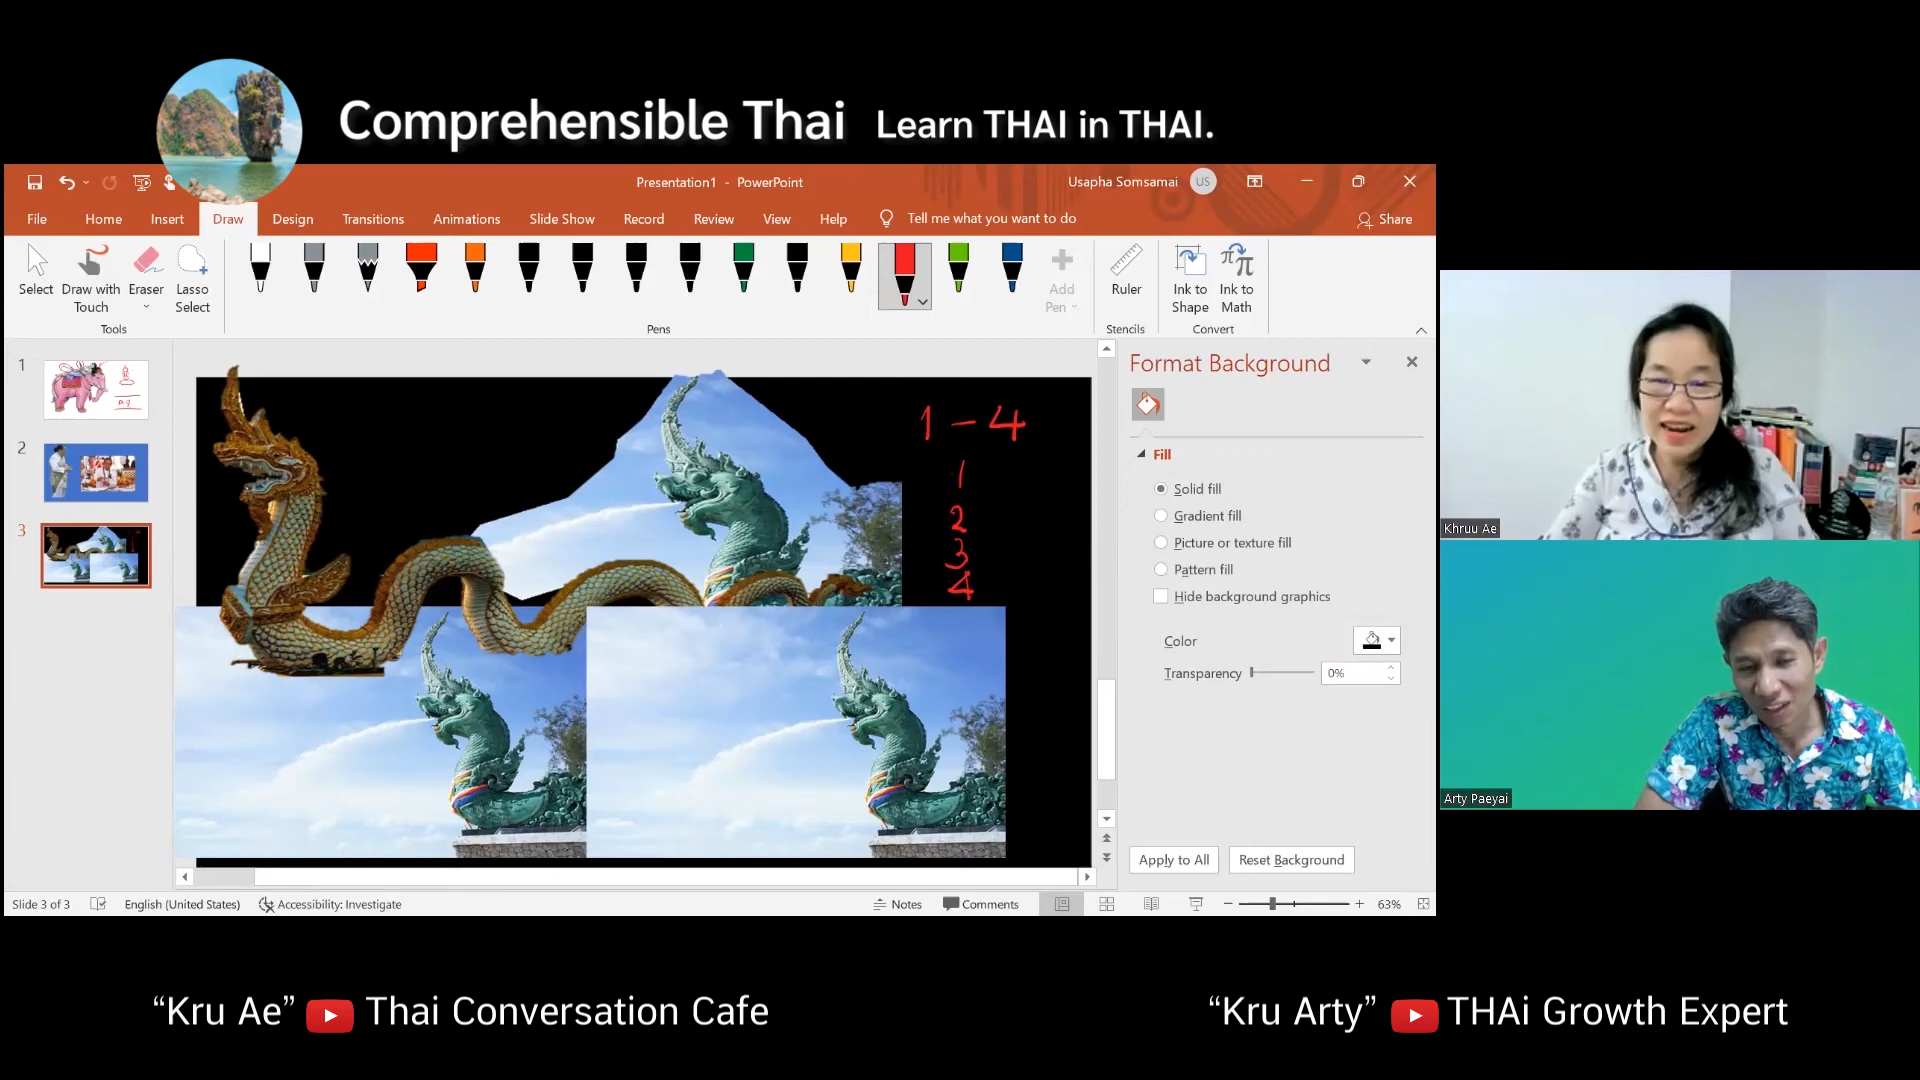 Comprehensible Thai Learn THAI in THAI.
Presentation1 - PowerPoint
Usapha Somsamai US
File Home Insert Draw Design Transitions Animations Slide Show Record Review View Help Tell me what you want to do Share
Select
Draw with Touch
Eraser
Lasso Select
Add Pen
Ruler
Ink to Shape
Ink to Math
Tools Pens Stencils Convert
1
2
3
1 - 4
1
2
3
4
Format Background
Fill
Solid fill
Gradient fill
Picture or texture fill
Pattern fill
Hide background graphics
Color
Transparency 0%
Apply to All Reset Background
Khruu Ae
Arty Paeyai
Slide 3 of 3 English (United States) Accessibility: Investigate Notes Comments 63%
“Kru Ae” Thai Conversation Cafe
“Kru Arty” THAi Growth Expert